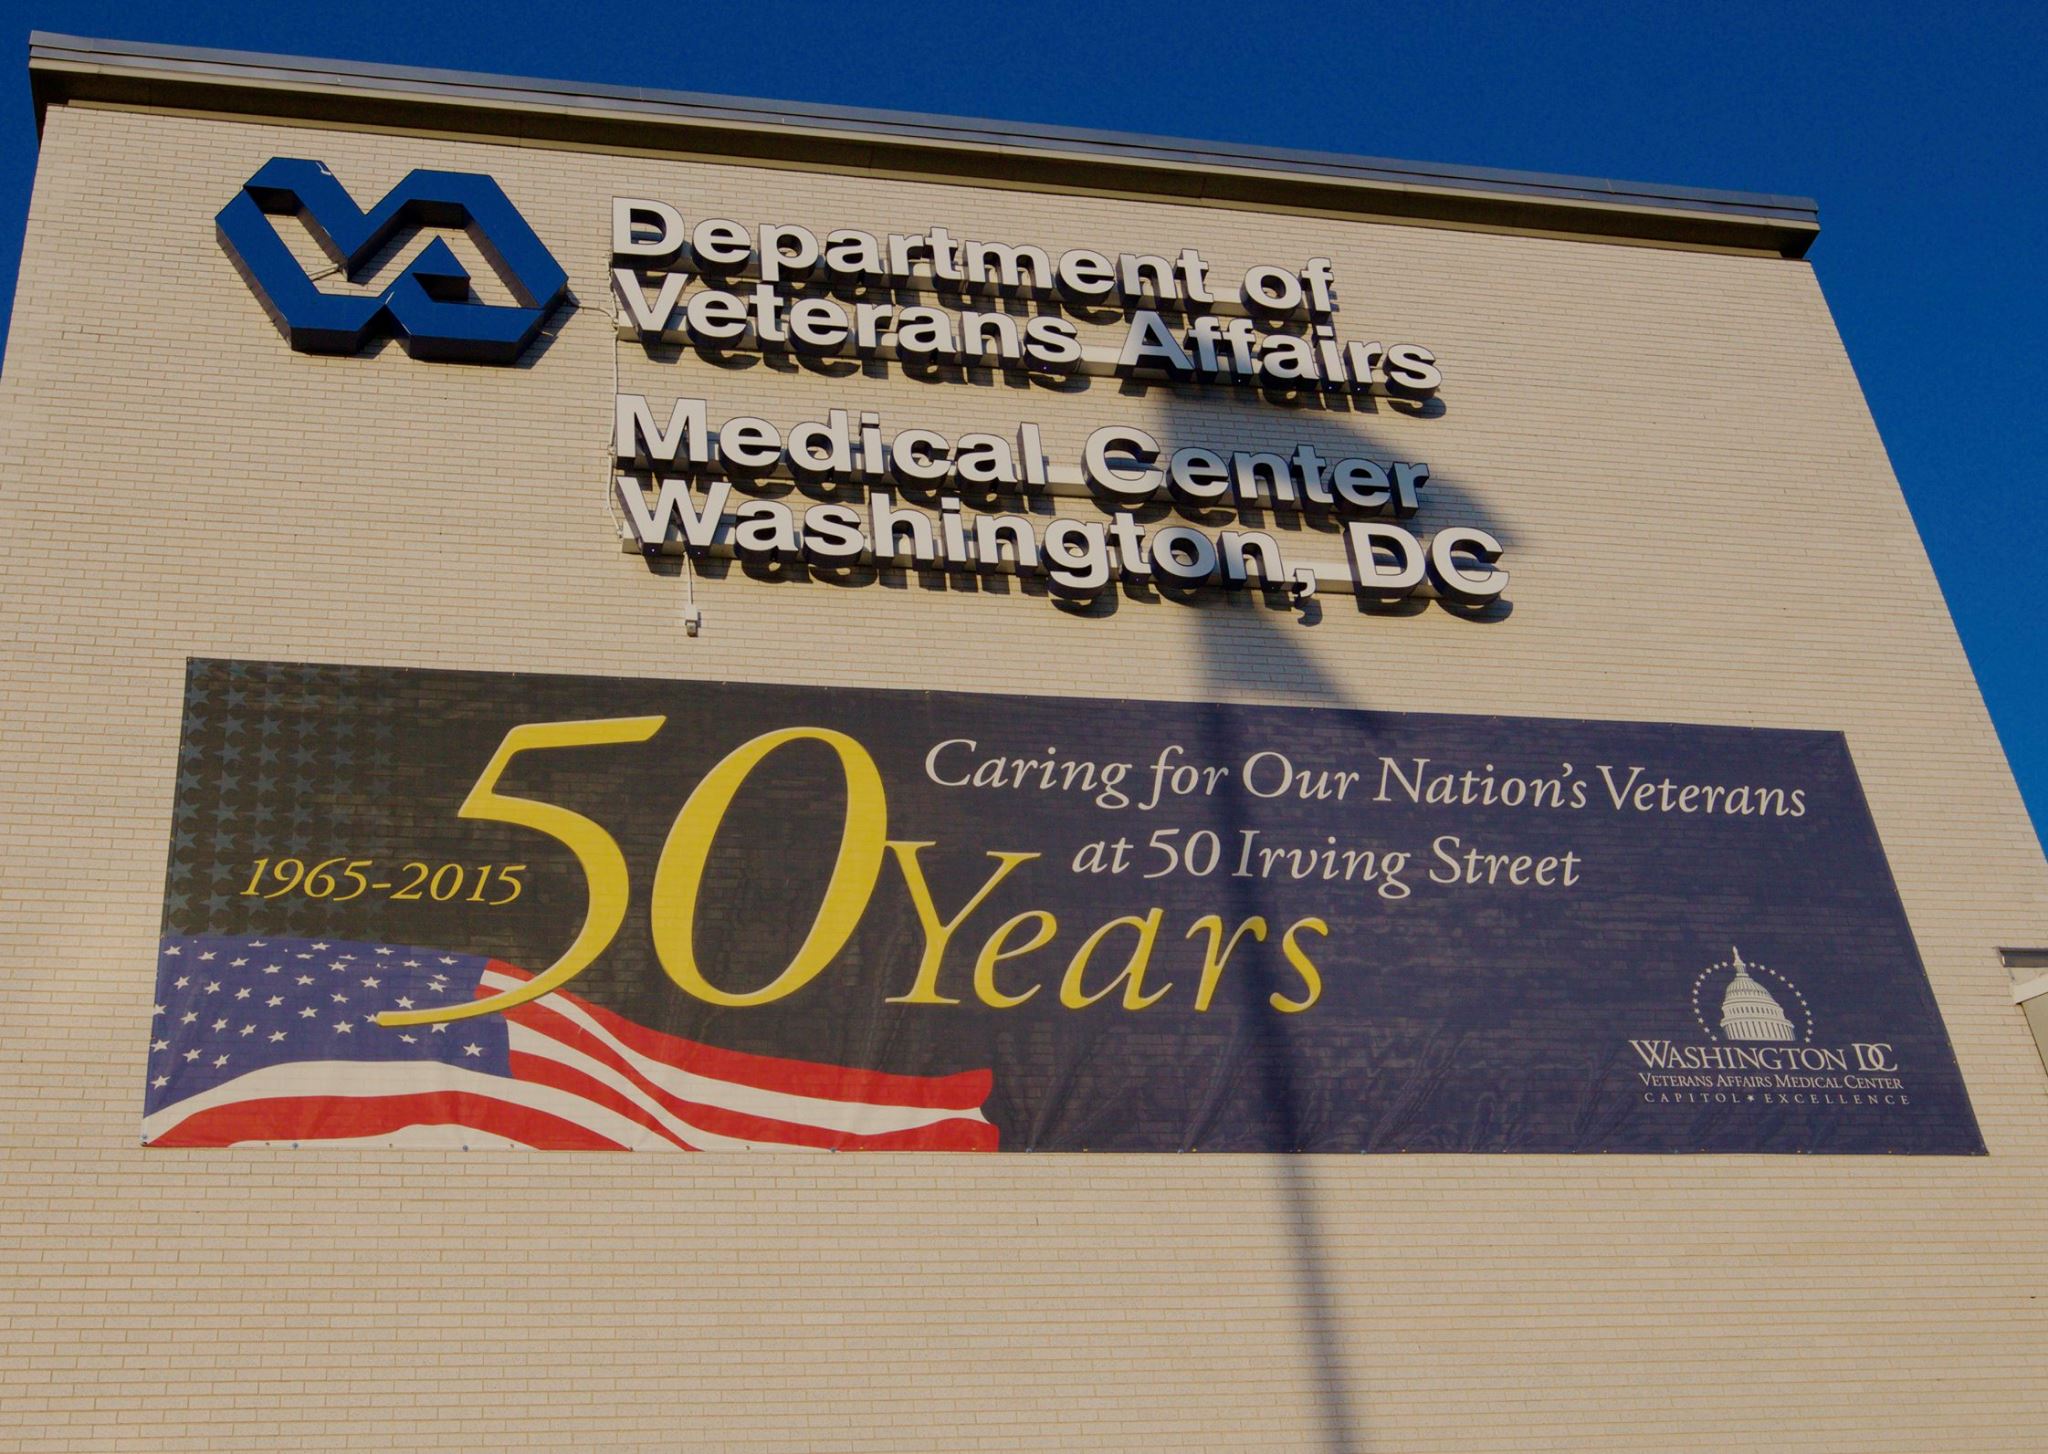 VA
Department of
Veterans Affairs
Medical Center
Washington, DC
1965-2015
50 Years
Caring for Our Nation's Veterans
at 50 Irving Street
WASHINGTON DC
VETERANS AFFAIRS MEDICAL CENTER
CAPITOL ★ EXCELLENCE